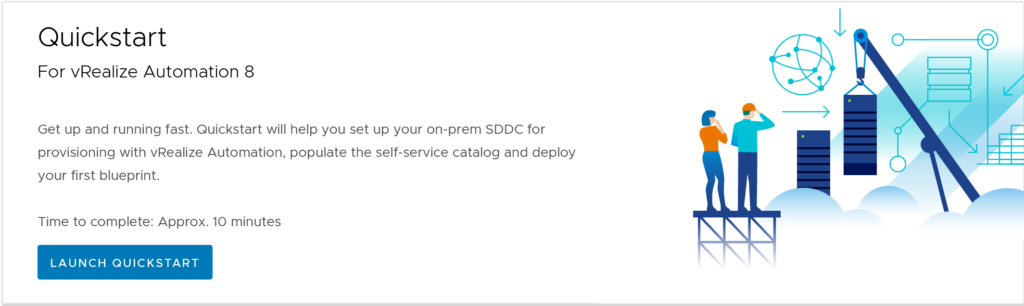 Quickstart
For vRealize Automation 8
Get up and running fast. Quickstart will help you set up your on-prem SDDC for
provisioning with vRealize Automation, populate the self-service catalog and deploy
your first blueprint.
Time to complete: Approx. 10 minutes
LAUNCH QUICKSTART